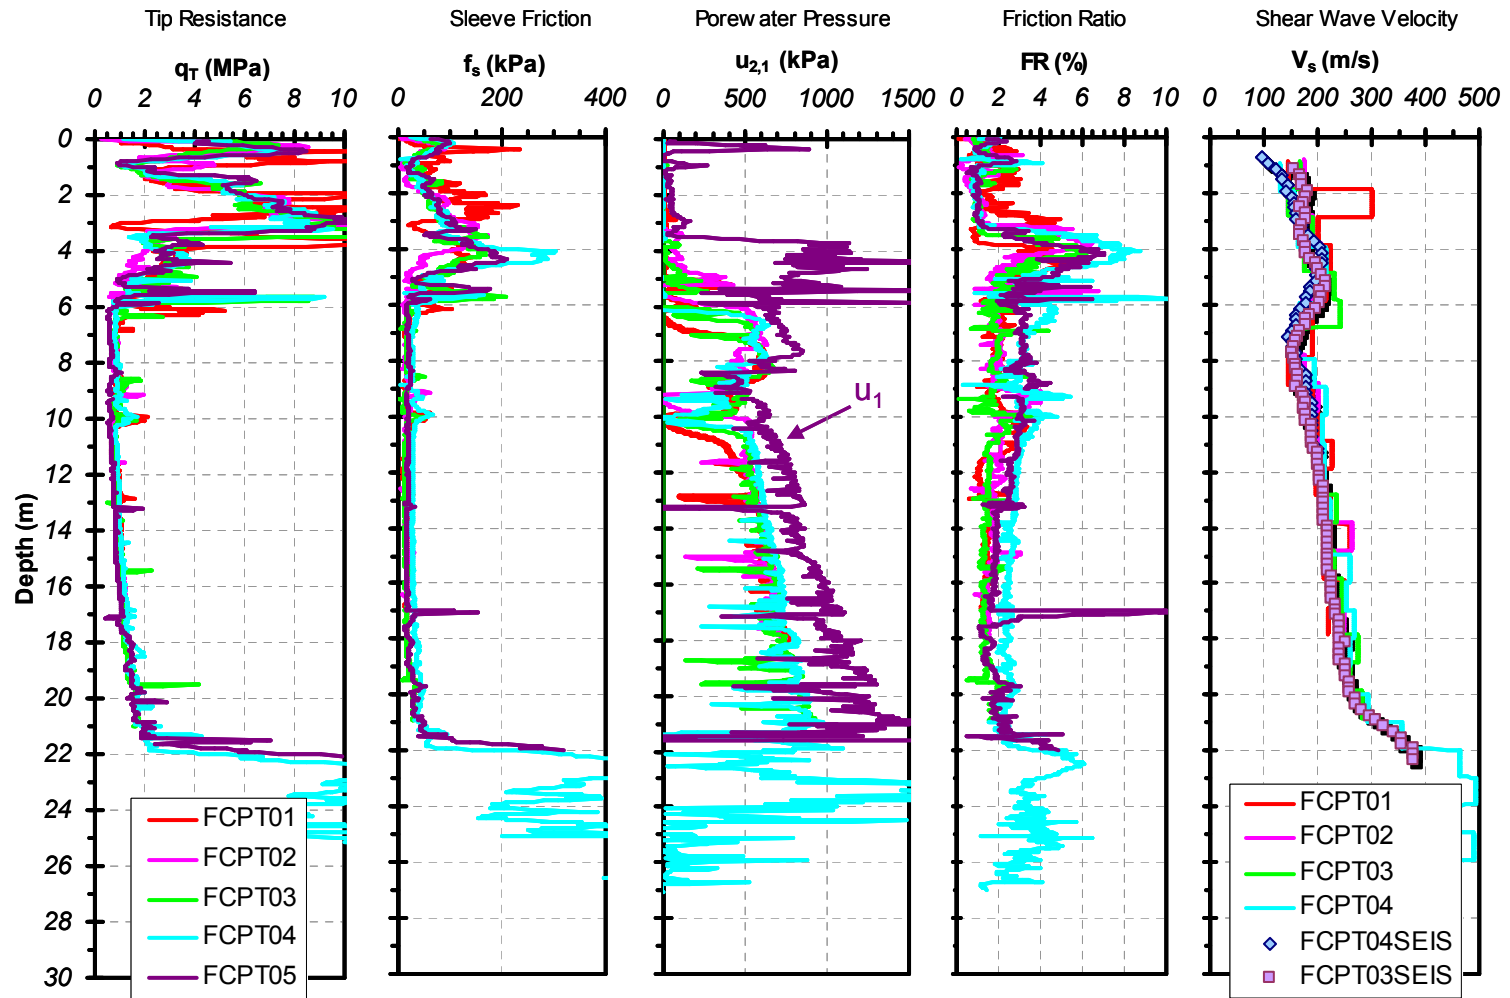 Tip Resistance Sleeve Friction Porewater Pressure Friction Ratio Shear Wave Velocity
qT (MPa) fs (kPa) u2,1 (kPa) FR (%) Vs (m/s)
0 2 4 6 8 10 0 200 400 0 500 1000 1500 0 2 4 6 8 10 0 100 200 300 400 500
0
2
4
6
8
10
12
14
16
18
20
22
24
26
28
30
Depth (m)
u1
FCPT01
FCPT02
FCPT03
FCPT04
FCPT05
FCPT01
FCPT02
FCPT03
FCPT04
FCPT04SEIS
FCPT03SEIS